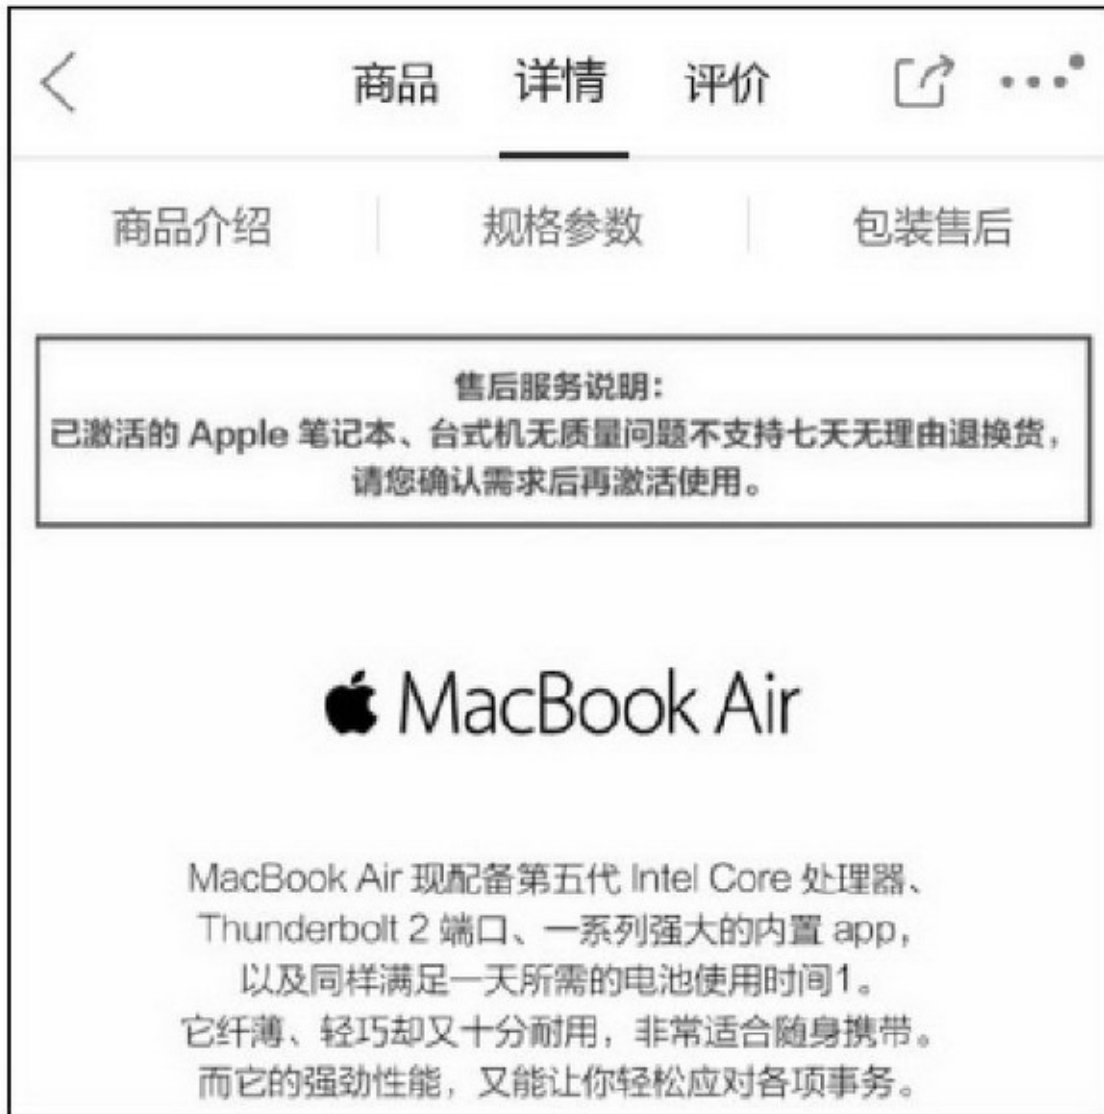 商品 详情 评价
商品介绍 规格参数 包装售后
售后服务说明：
已激活的 Apple 笔记本、台式机无质量问题不支持七天无理由退换货，
请您确认需求后再激活使用。
MacBook Air
MacBook Air 现配备第五代 Intel Core 处理器、
Thunderbolt 2 端口、一系列强大的内置 app，
以及同样满足一天所需的电池使用时间1。
它纤薄、轻巧却又十分耐用，非常适合随身携带。
而它的强劲性能，又能让你轻松应对各项事务。